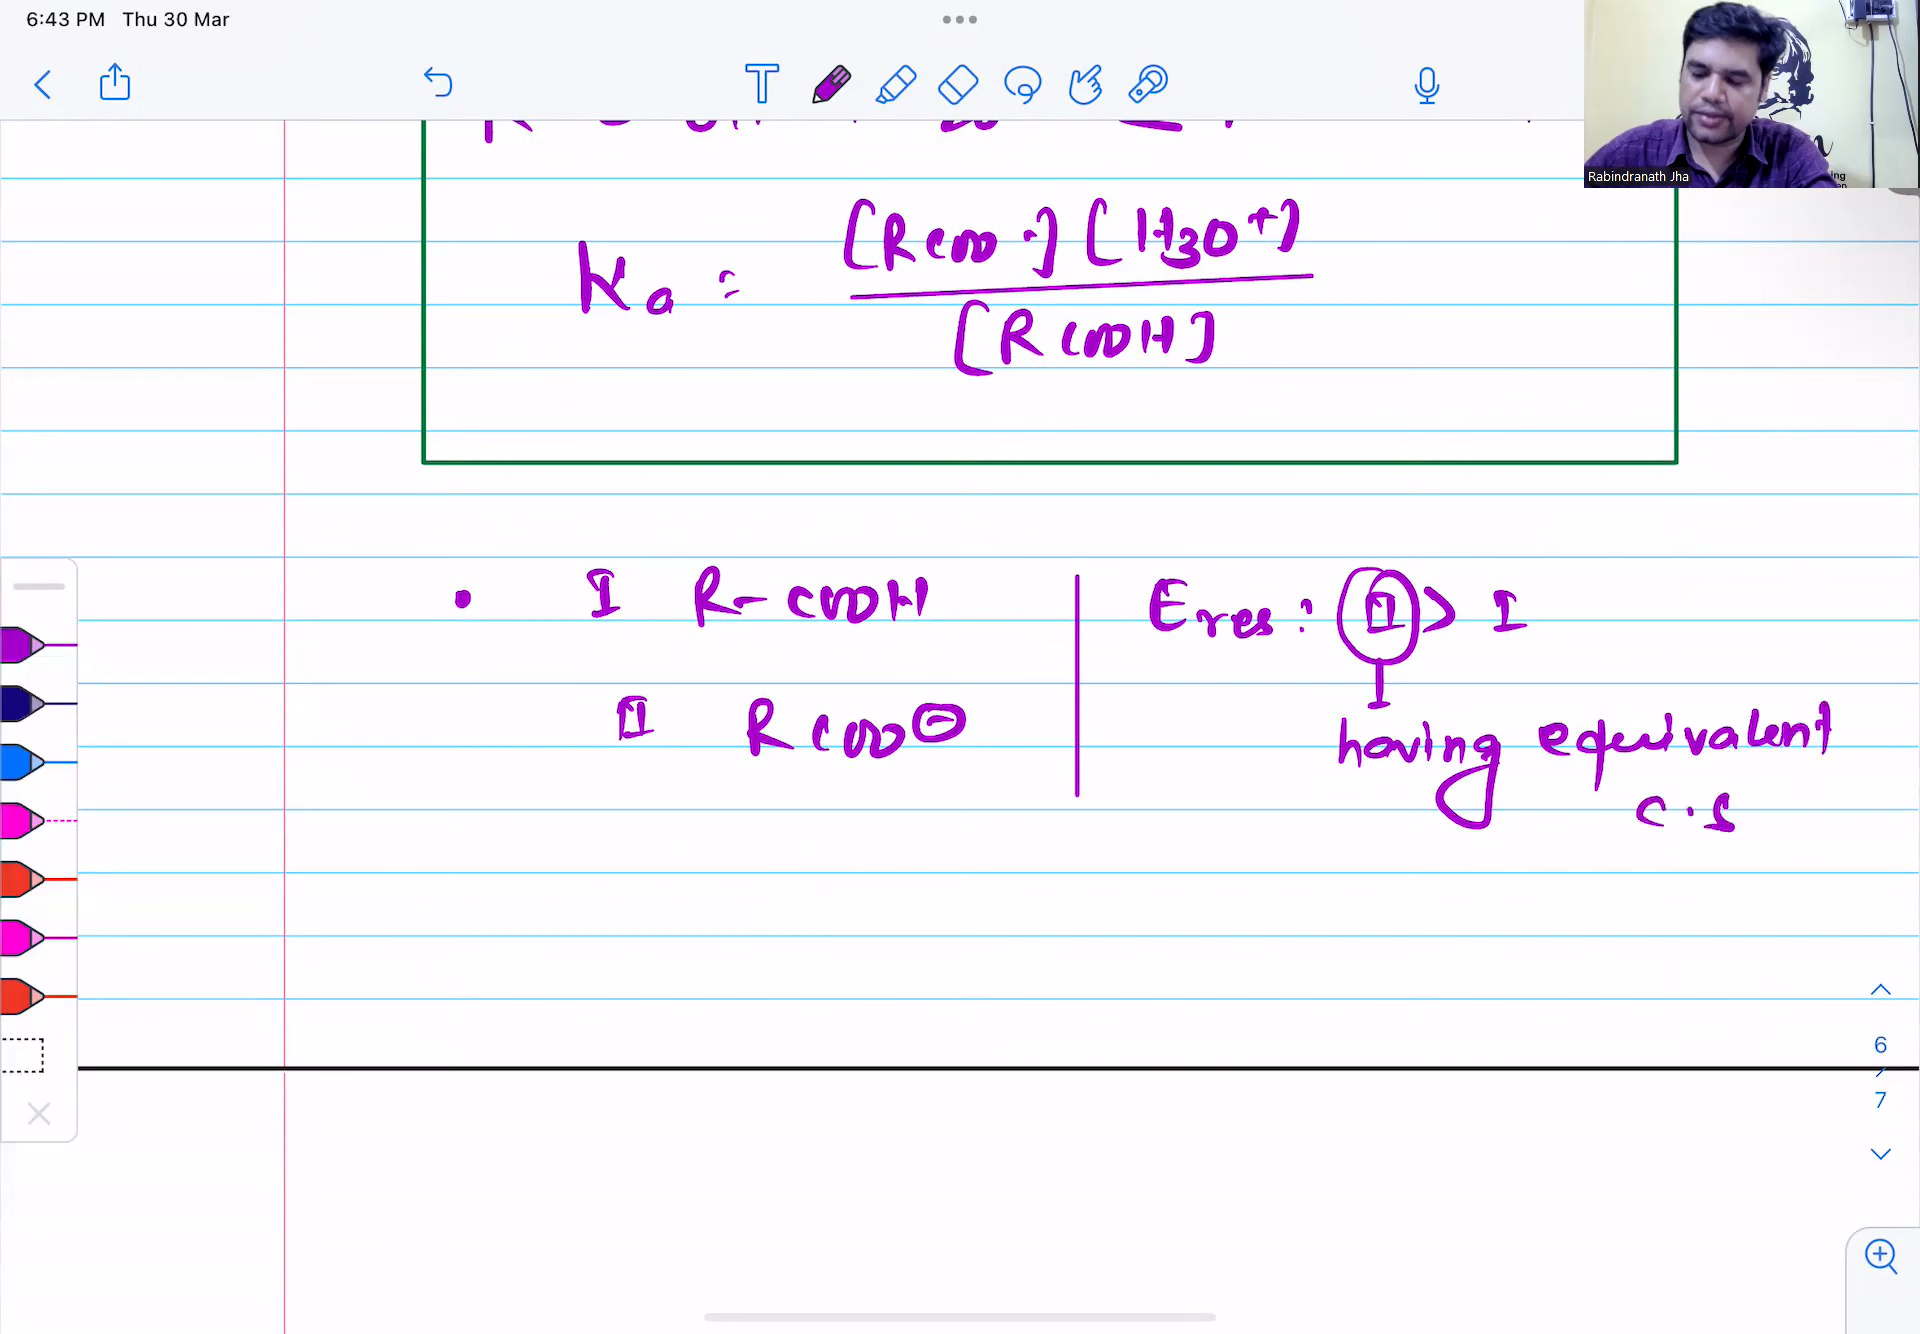 6:43 PM Thu 30 Mar
Rabindranath Jha
Ka = [RCOO-] [H3O+]
[RCOOH]
• I R-COOH
Eres: II > I
II RCOO⊖
having equivalent
C.S
6
7